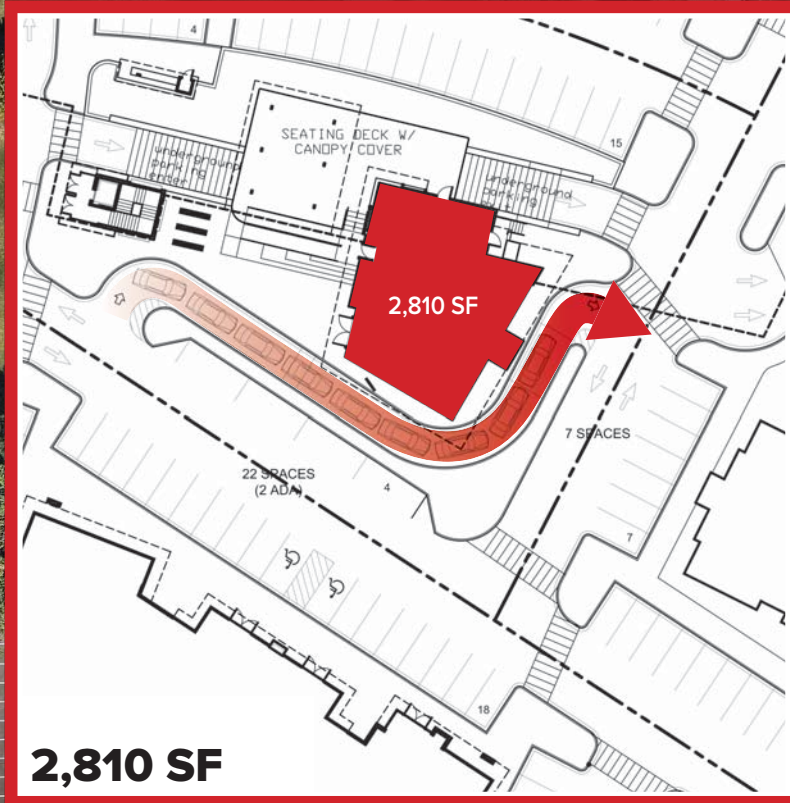 4
15
SEATING DECK W/
CANOPY COVER
underground
parking
enter
underground
parking
2,810 SF
7 SPACES
22 SPACES
(2 ADA)
4
7
18
2,810 SF